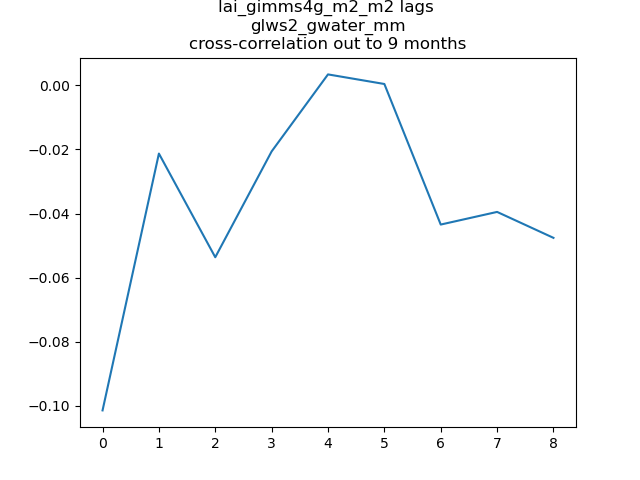 lai_gimms4g_m2_m2 lags
glws2_gwater_mm
cross-correlation out to 9 months
0.00
−0.02
−0.04
−0.06
−0.08
−0.10
0 1 2 3 4 5 6 7 8